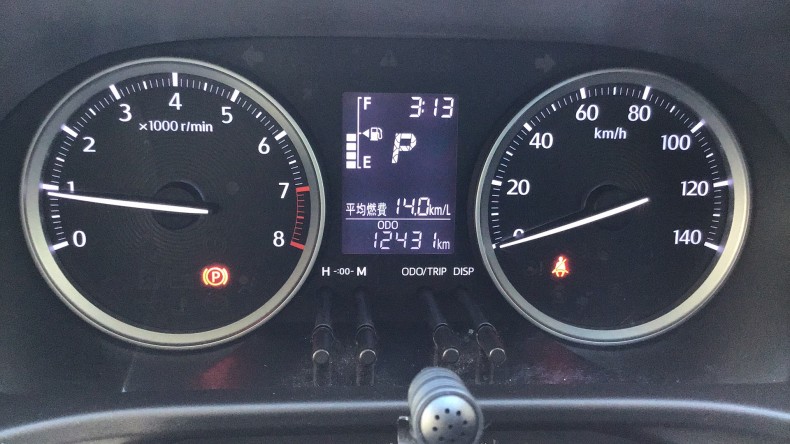 0 1 2 3 4 5 6 7 8
×1000 r/min
P
F 3:13
P
E
平均燃費 14.0km/L
ODO
12431km
H -:00- M ODO/TRIP DISP
0 20 40 60 80 100 120 140
km/h